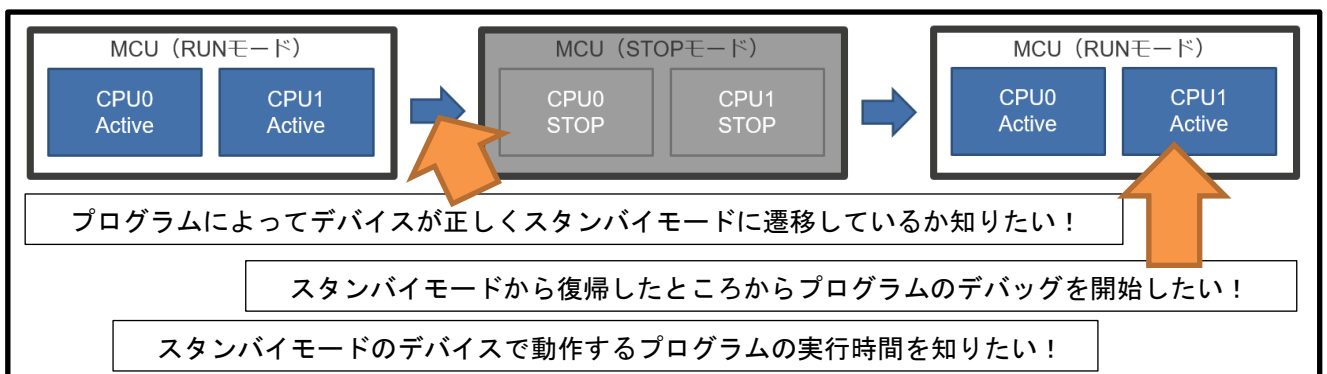 MCU（RUNモード）
CPU0
Active
CPU1
Active
MCU（STOPモード）
CPU0
STOP
CPU1
STOP
MCU（RUNモード）
CPU0
Active
CPU1
Active
プログラムによってデバイスが正しくスタンバイモードに遷移しているか知りたい！
スタンバイモードから復帰したところからプログラムのデバッグを開始したい！
スタンバイモードのデバイスで動作するプログラムの実行時間を知りたい！